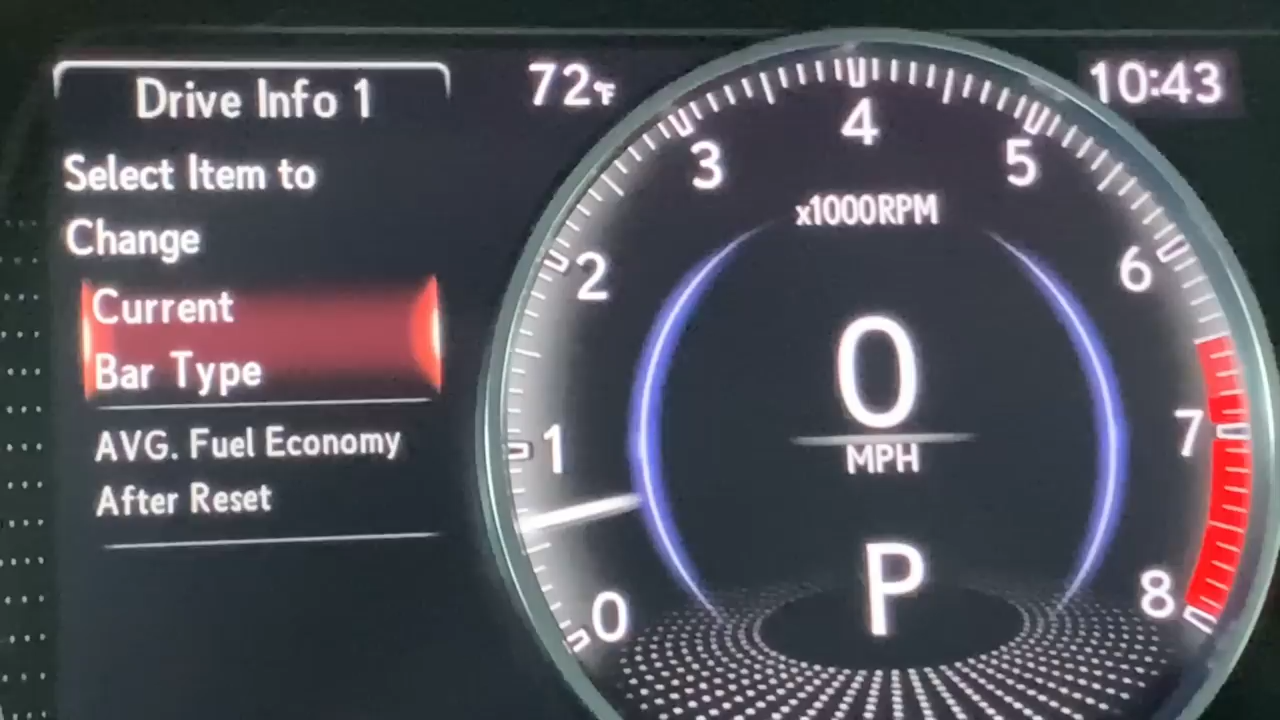 Drive Info 1
72°F
10:43
Select Item to
Change
Current
Bar Type
AVG. Fuel Economy
After Reset
0
1
2
3
4
5
6
7
8
x1000RPM
0
MPH
P